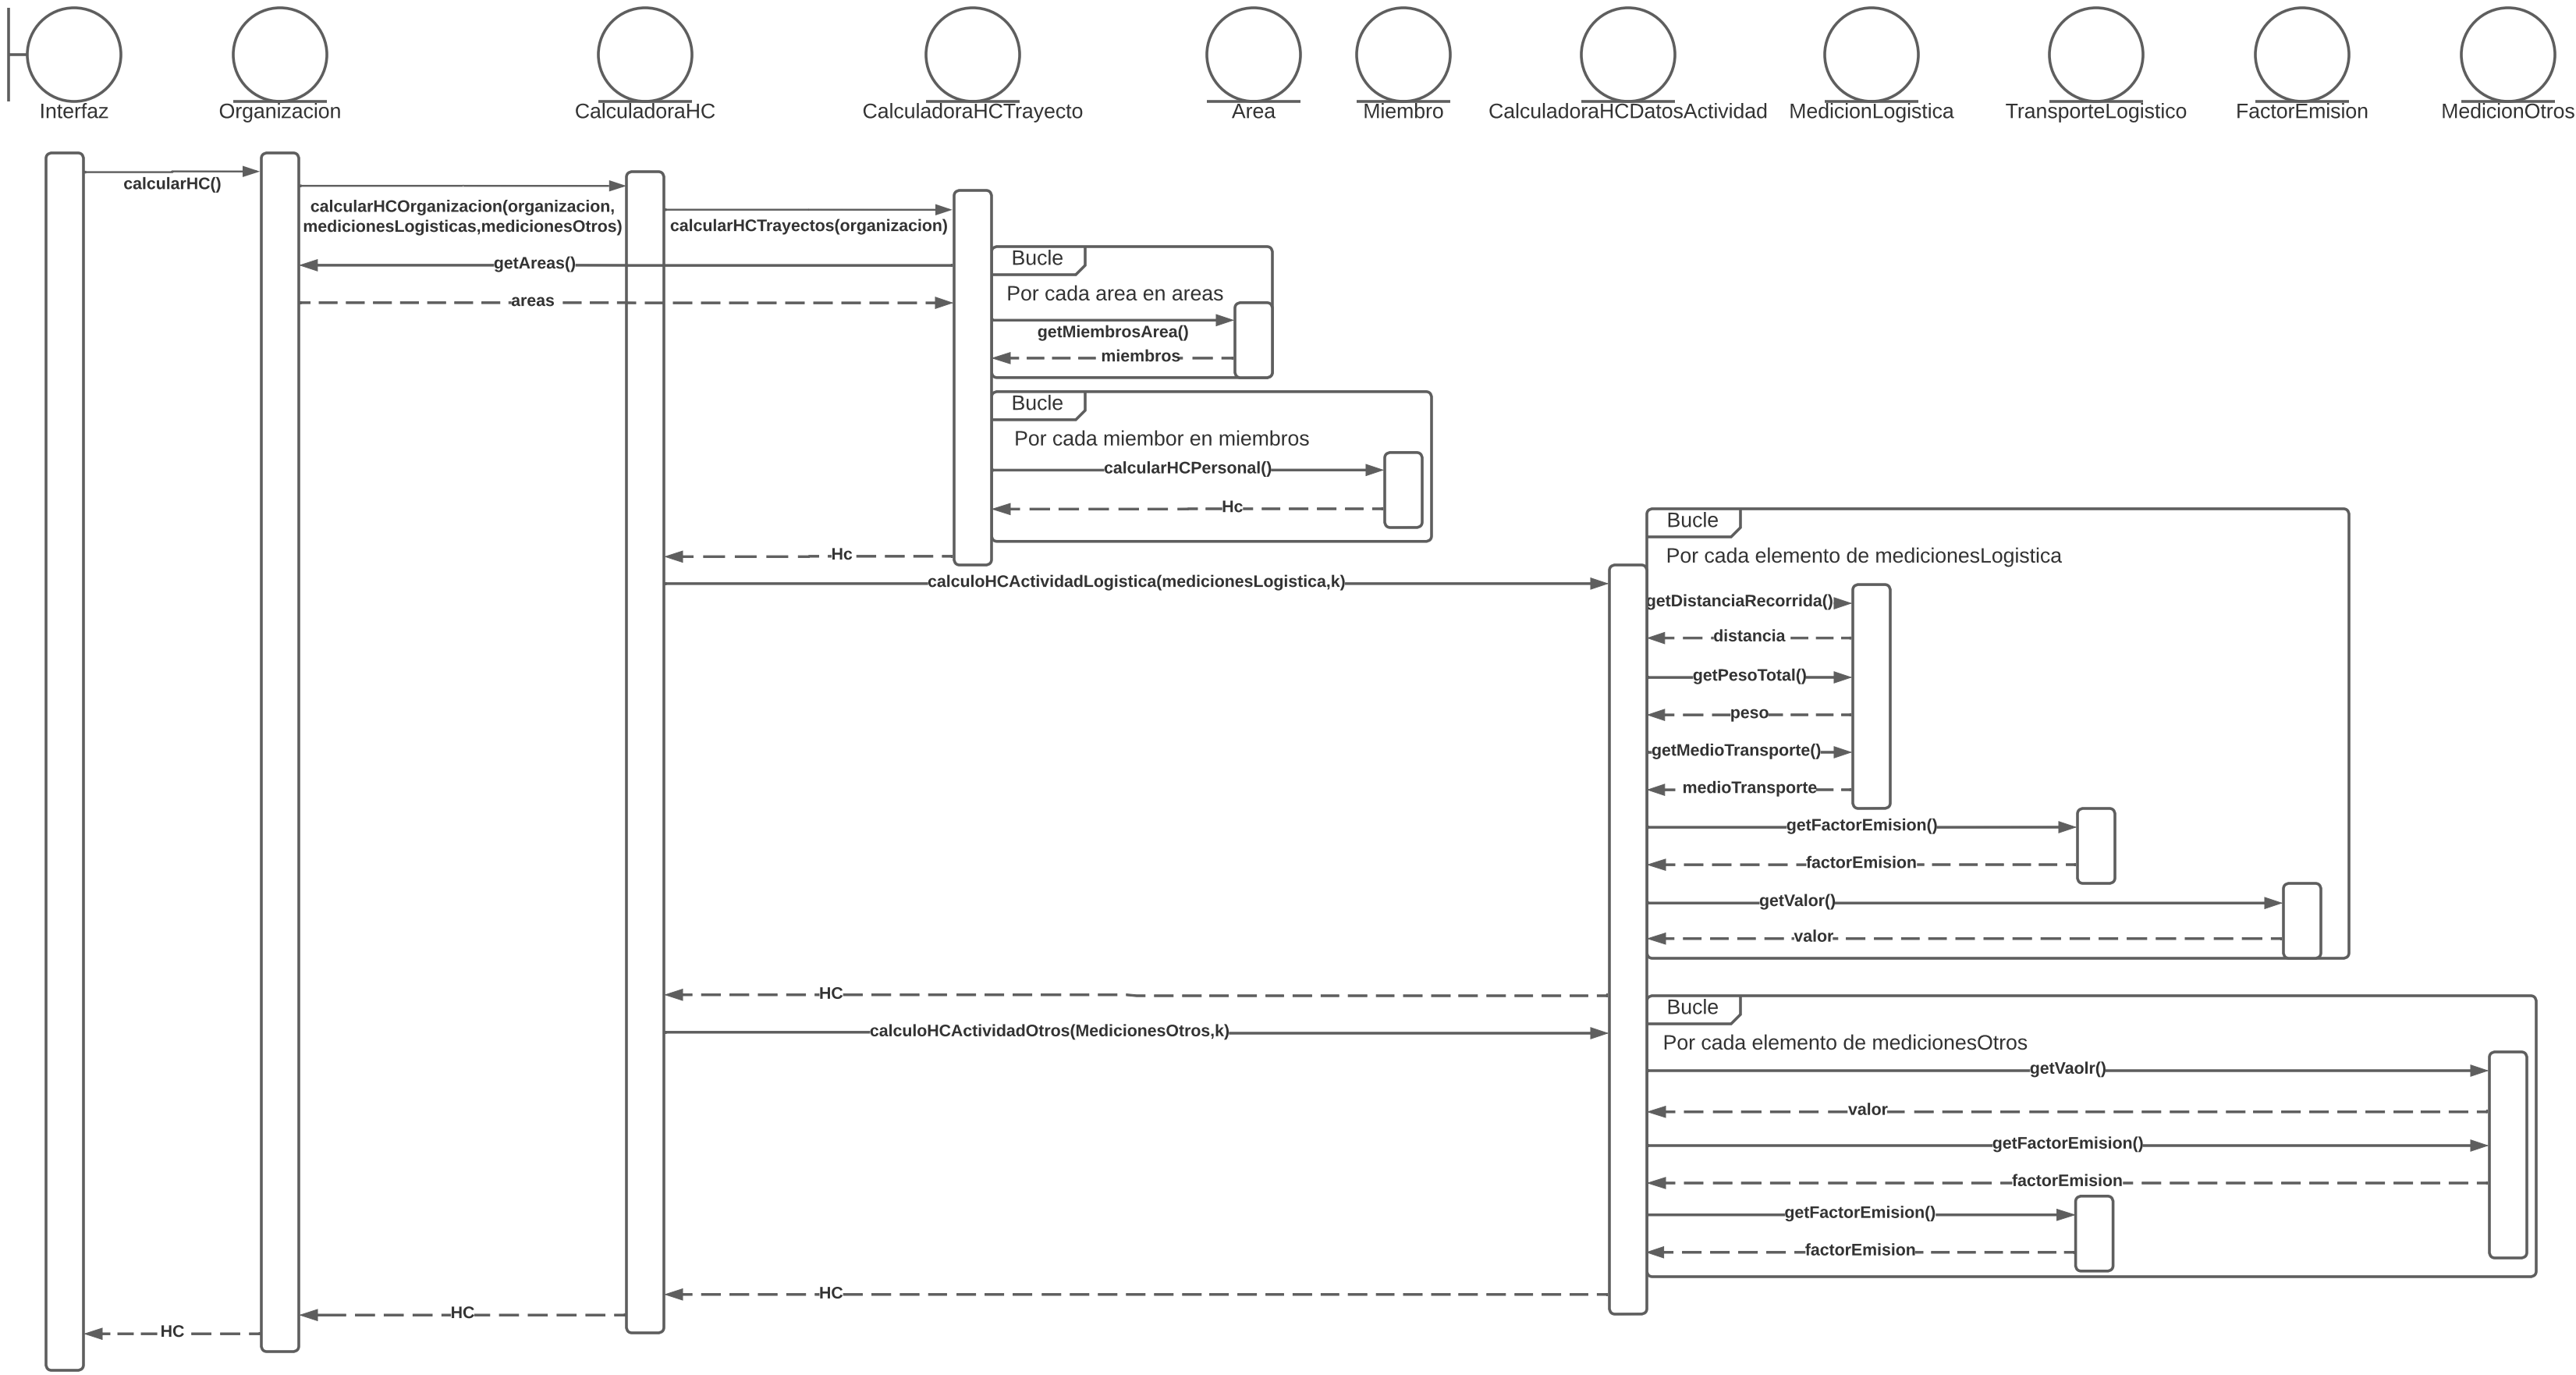 Interfaz
Organizacion
CalculadoraHC
CalculadoraHCTrayecto
Area
Miembro
CalculadoraHCDatosActividad
MedicionLogistica
TransporteLogistico
FactorEmision
MedicionOtros
calcularHC()
calcularHCOrganizacion(organizacion,
medicionesLogisticas,medicionesOtros)
calcularHCTrayectos(organizacion)
getAreas()
Bucle
Por cada area en areas
areas
getMiembrosArea()
miembros
Bucle
Por cada miembor en miembros
calcularHCPersonal()
Hc
Hc
Bucle
Por cada elemento de medicionesLogistica
calculoHCActividadLogistica(medicionesLogistica,k)
getDistanciaRecorrida()
distancia
getPesoTotal()
peso
getMedioTransporte()
medioTransporte
getFactorEmision()
factorEmision
getValor()
valor
HC
Bucle
calculoHCActividadOtros(MedicionesOtros,k)
Por cada elemento de medicionesOtros
getVaolr()
valor
getFactorEmision()
factorEmision
getFactorEmision()
factorEmision
HC
HC
HC